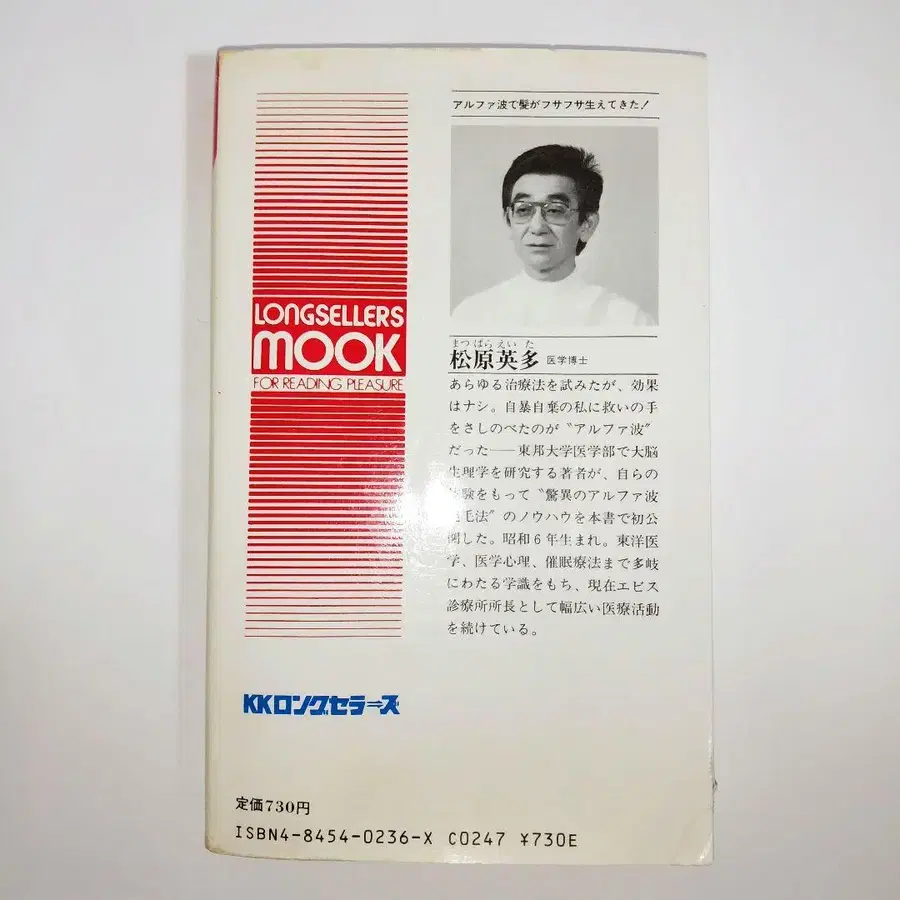 LONGSELLERS
MOOK
FOR READING PLEASURE
アルファ波で髪がフサフサ生えてきた!
まつばらえいた
松原英多 医学博士
あらゆる治療法を試みたが、効果
はナシ。自暴自棄の私に救いの手
をさしのべたのが〝アルファ波〟
だった——東邦大学医学部で大脳
生理学を研究する著者が、自らの
験をもって〝驚異のアルファ波
毛法〟のノウハウを本書で初公
開した。昭和6年生まれ。東洋医
学、医学心理、催眠療法まで多岐
にわたる学識をもち、現在エビス
診療所所長として幅広い医療活動
を続けている。
KKロングセラーズ
定価730円
ISBN4-8454-0236-X C0247 ¥730E